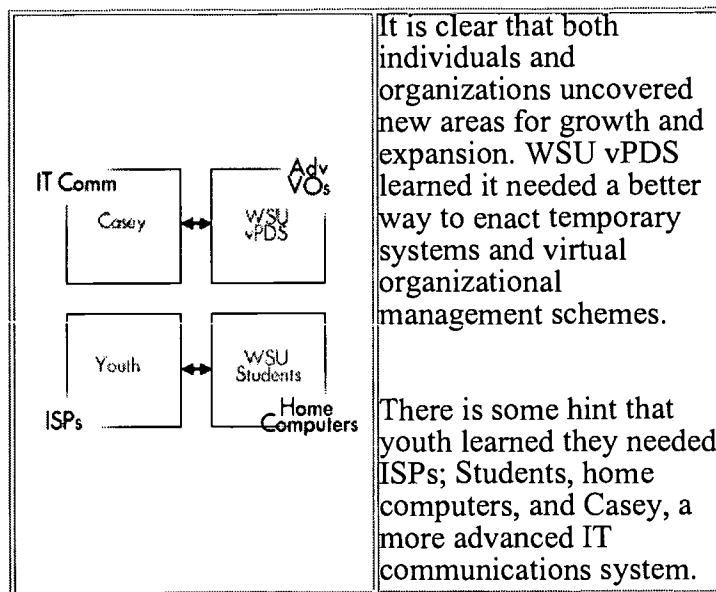 IT Comm
Adv
VOs
Casey
WSU
vPDS
Youth
WSU
Students
ISPs
Home
Computers
It is clear that both
individuals and
organizations uncovered
new areas for growth and
expansion. WSU vPDS
learned it needed a better
way to enact temporary
systems and virtual
organizational
management schemes.
There is some hint that
youth learned they needed
ISPs; Students, home
computers, and Casey, a
more advanced IT
communications system.